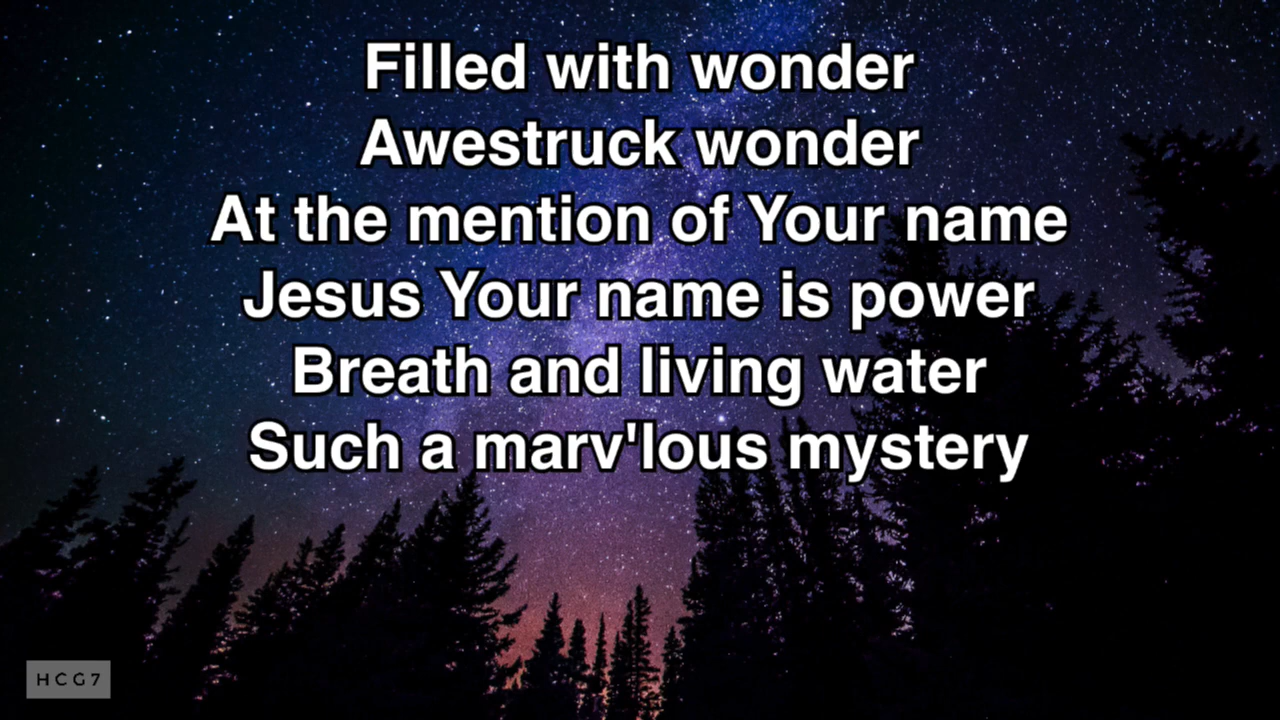 Filled with wonder
Awestruck wonder
At the mention of Your name
Jesus Your name is power
Breath and living water
Such a marv'lous mystery
HCG7